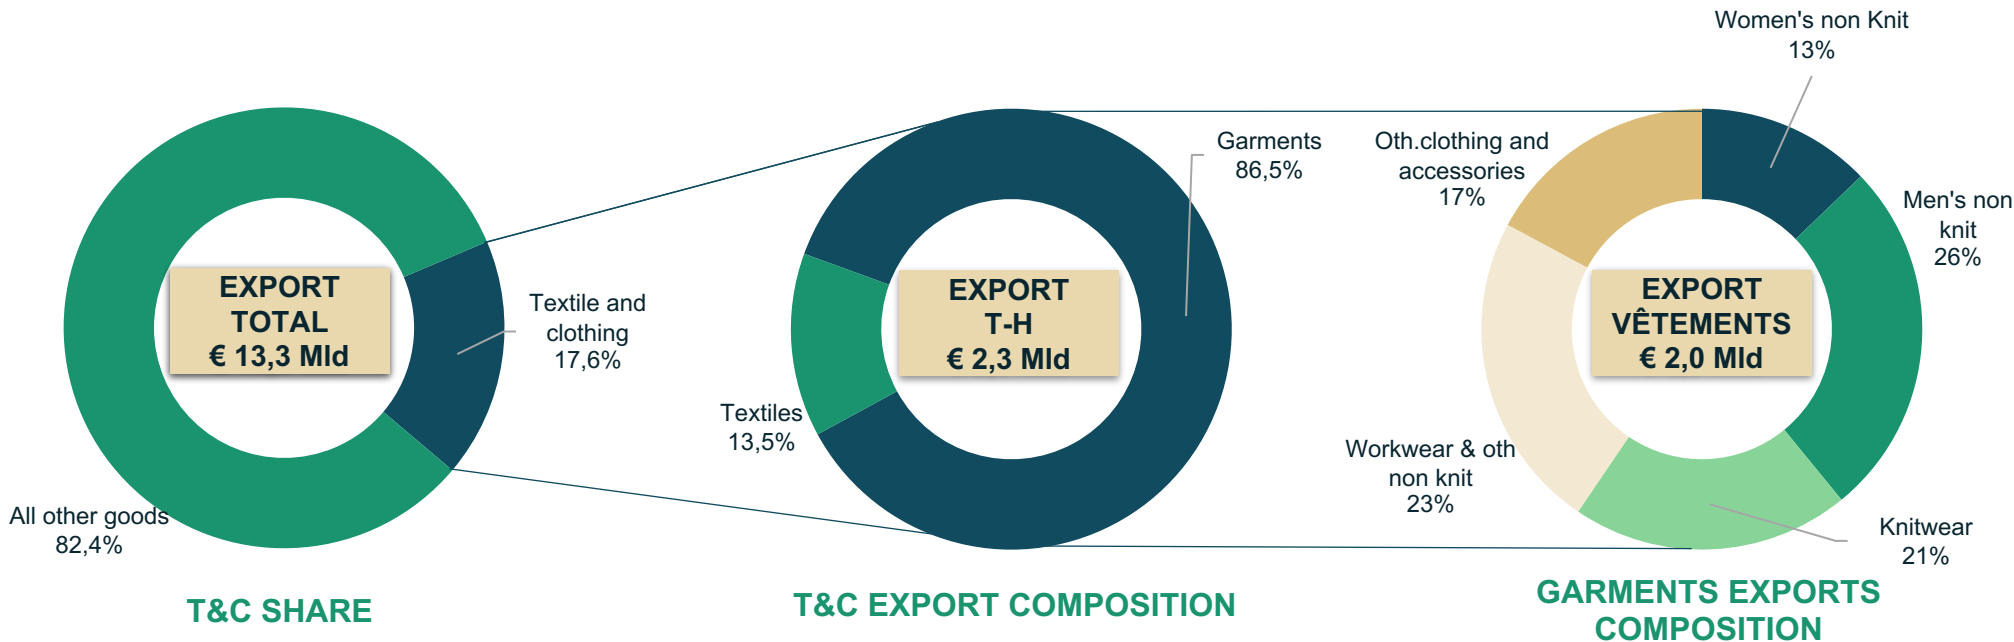 EXPORT
TOTAL
€ 13,3 Mld
Textile and
clothing
17,6%
All other goods
82,4%
T&C SHARE
EXPORT
T-H
€ 2,3 Mld
Garments
86,5%
Textiles
13,5%
T&C EXPORT COMPOSITION
EXPORT
VÊTEMENTS
€ 2,0 Mld
Women's non Knit
13%
Men's non
knit
26%
Knitwear
21%
Workwear & oth
non knit
23%
Oth.clothing and
accessories
17%
GARMENTS EXPORTS
COMPOSITION